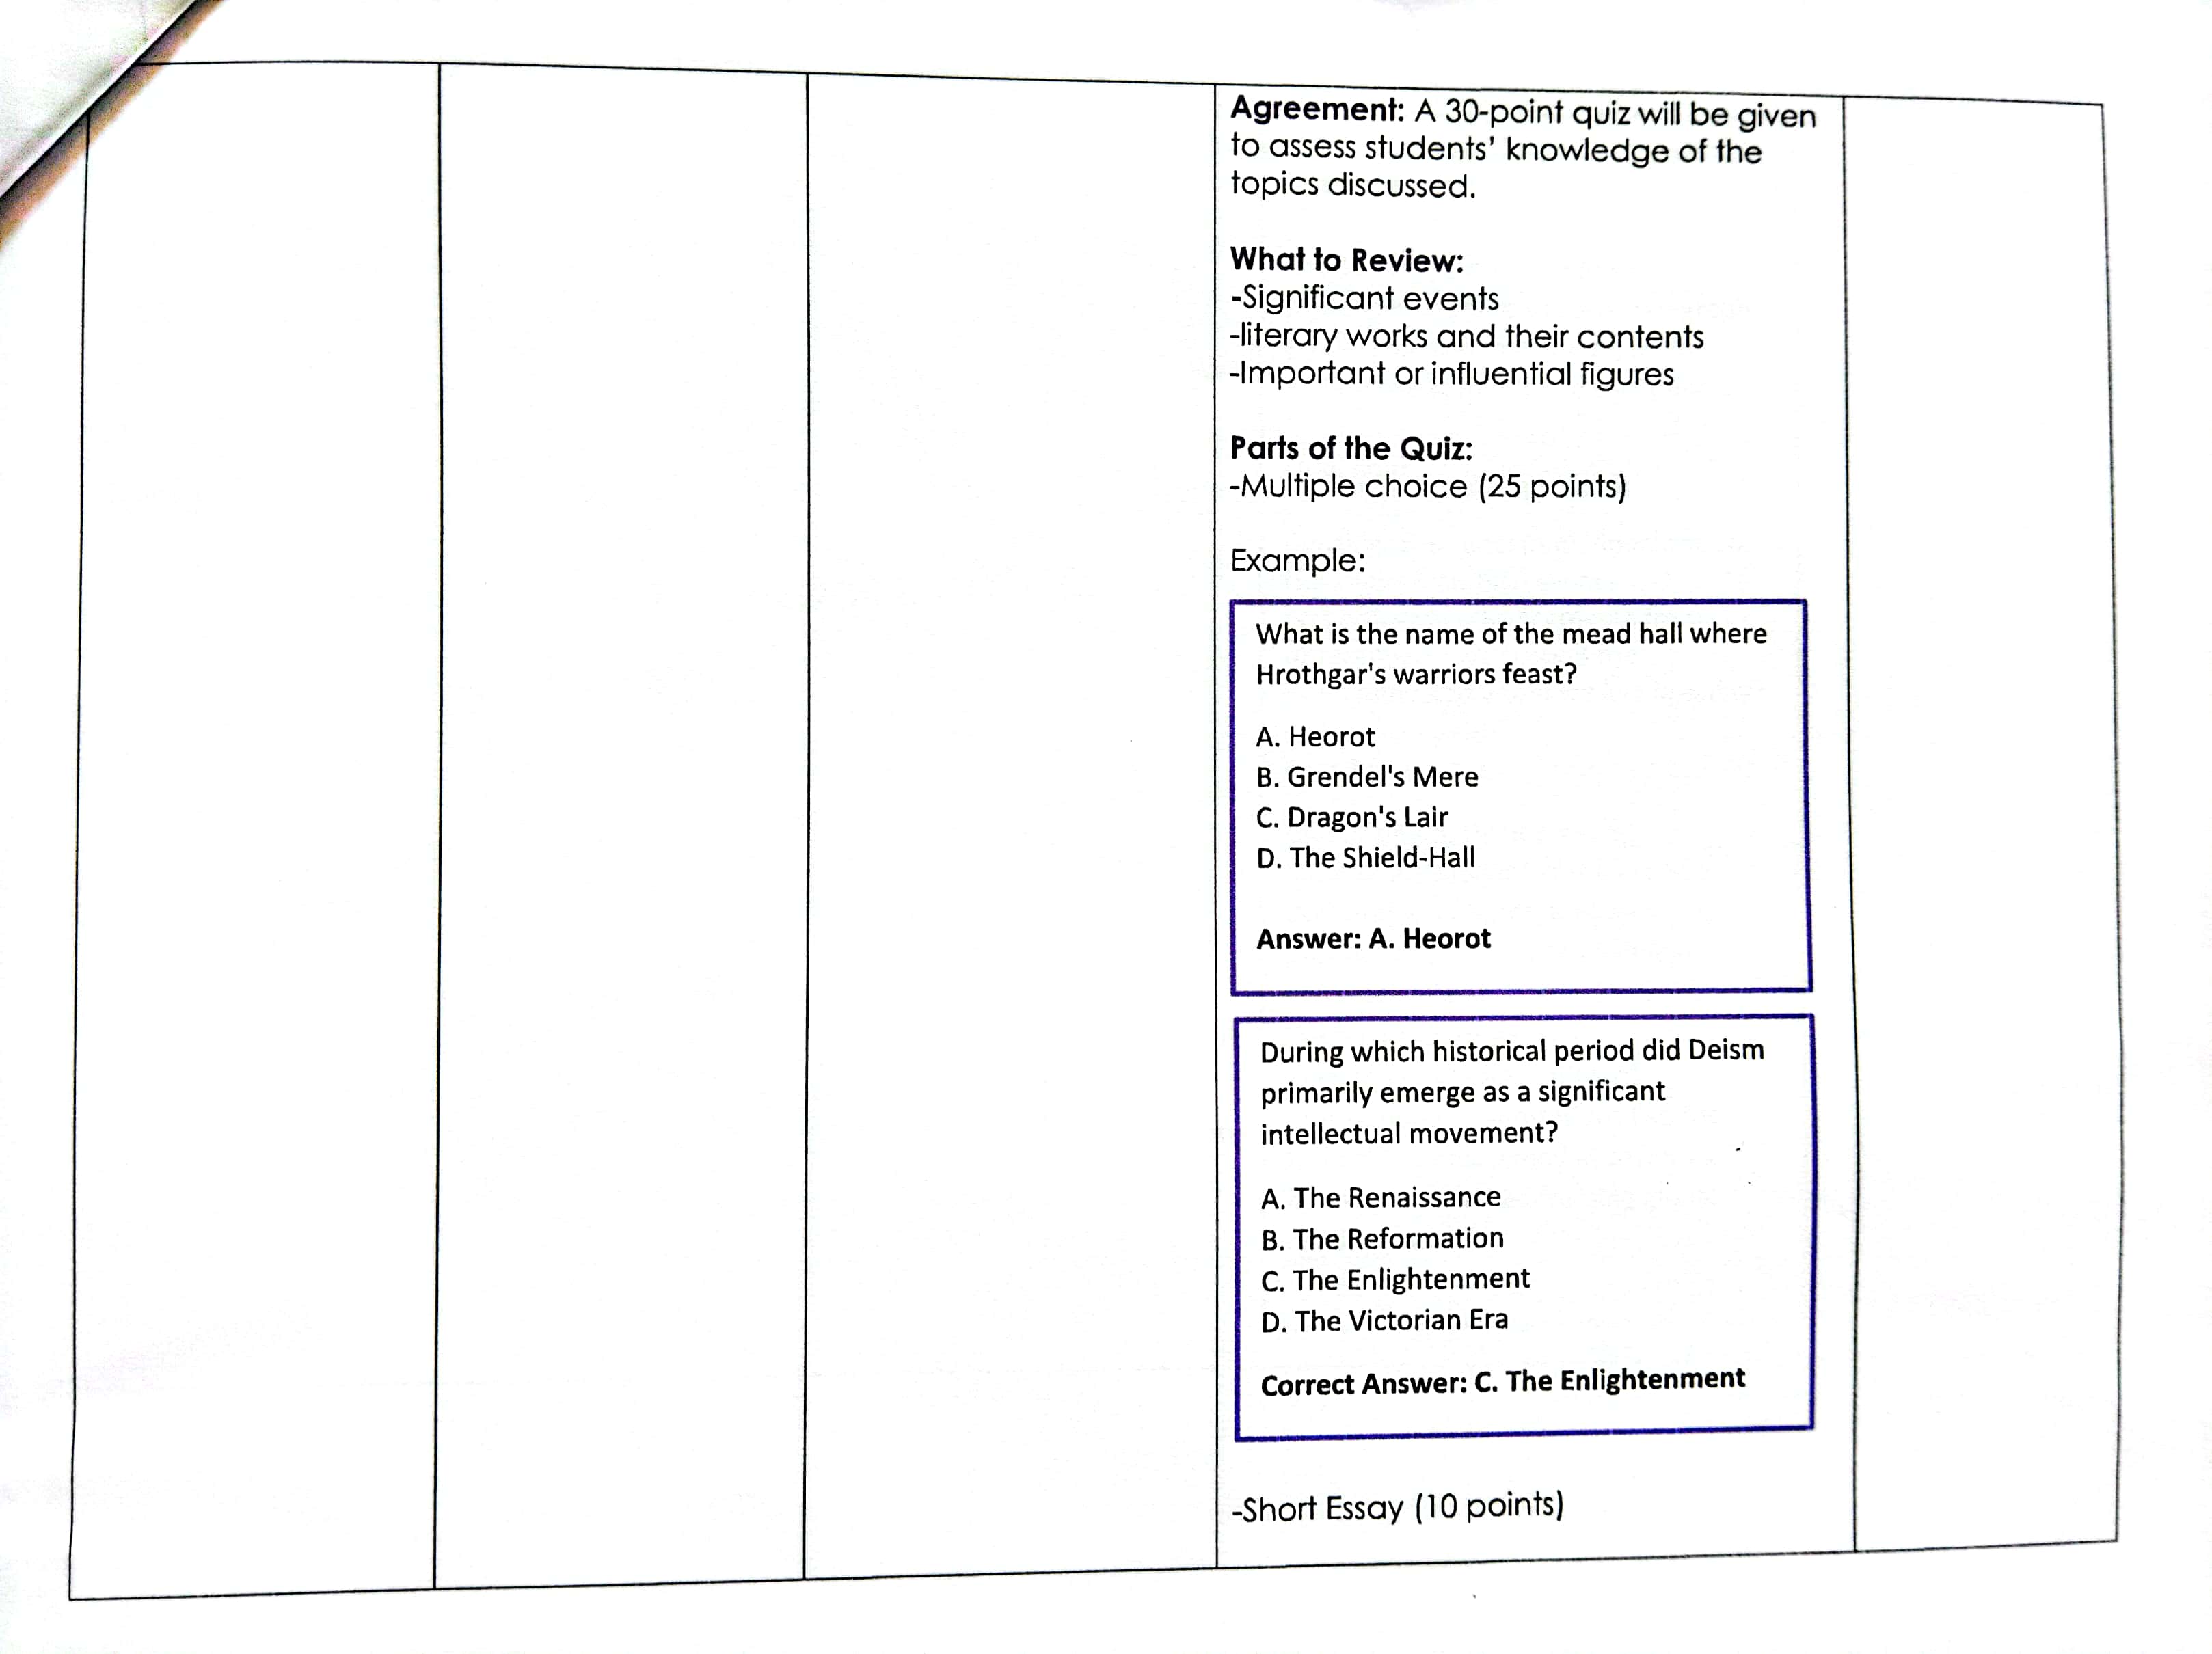 Agreement: A 30-point quiz will be given
to assess students' knowledge of the
topics discussed.
What to Review:
-Significant events
-literary works and their contents
-Important or influential figures
Parts of the Quiz:
-Multiple choice (25 points)
Example:
What is the name of the mead hall where
Hrothgar's warriors feast?
A. Heorot
B. Grendel's Mere
C. Dragon's Lair
D. The Shield-Hall
Answer: A. Heorot
During which historical period did Deism
primarily emerge as a significant
intellectual movement?
A. The Renaissance
B. The Reformation
C. The Enlightenment
D. The Victorian Era
Correct Answer: C. The Enlightenment
-Short Essay (10 points)